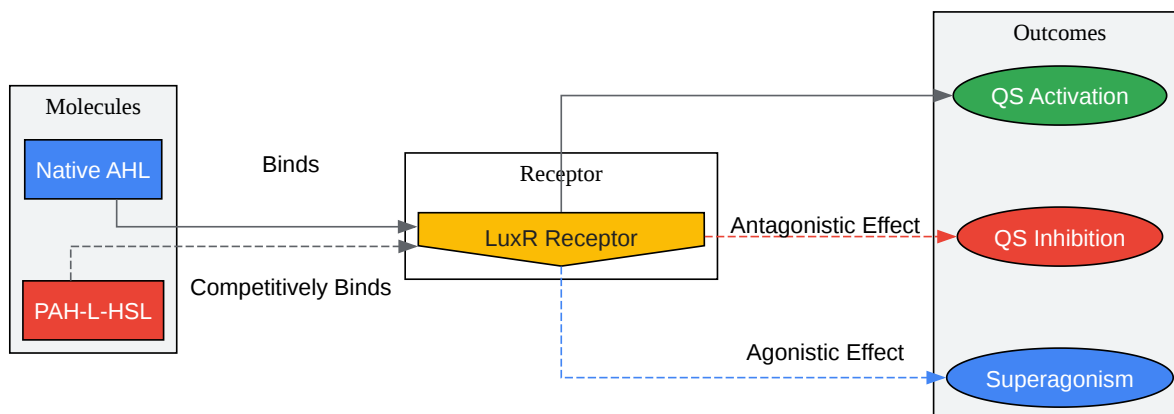 Molecules
Native AHL
PAH-L-HSL
Binds
Competitively Binds
Receptor
LuxR Receptor
Antagonistic Effect
Agonistic Effect
Outcomes
QS Activation
QS Inhibition
Superagonism